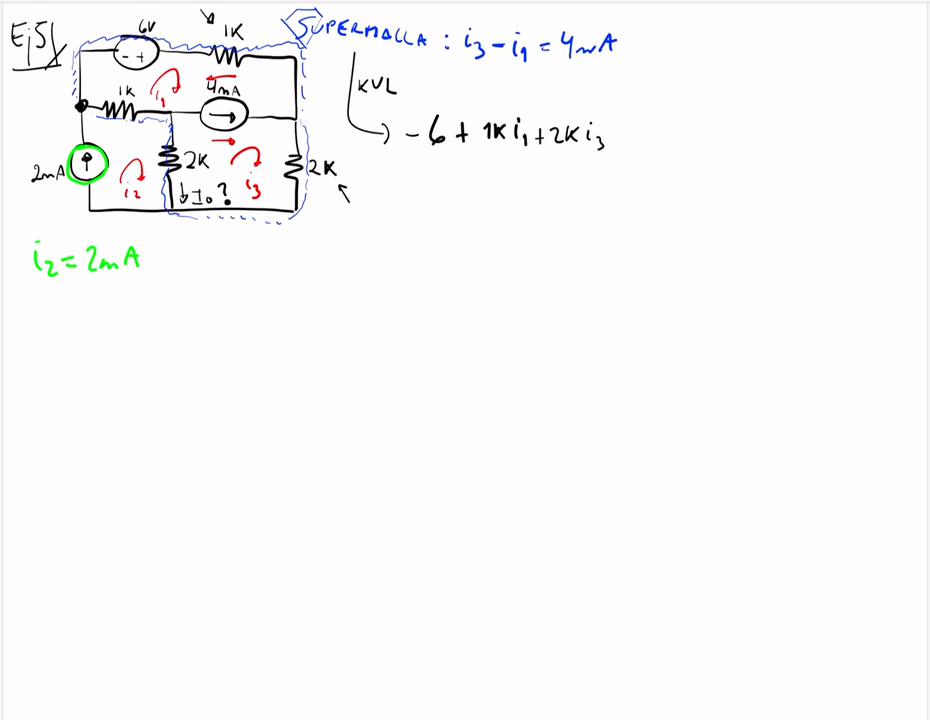 Ej5
6V
1K
SUPERMALLA : i3 - i1 = 4mA
- +
1K
i1
4mA
KVL
- 6 + 1K i1 + 2K i3
2mA
i2
2K
i3
2K
↓ Io ?
i2 = 2mA